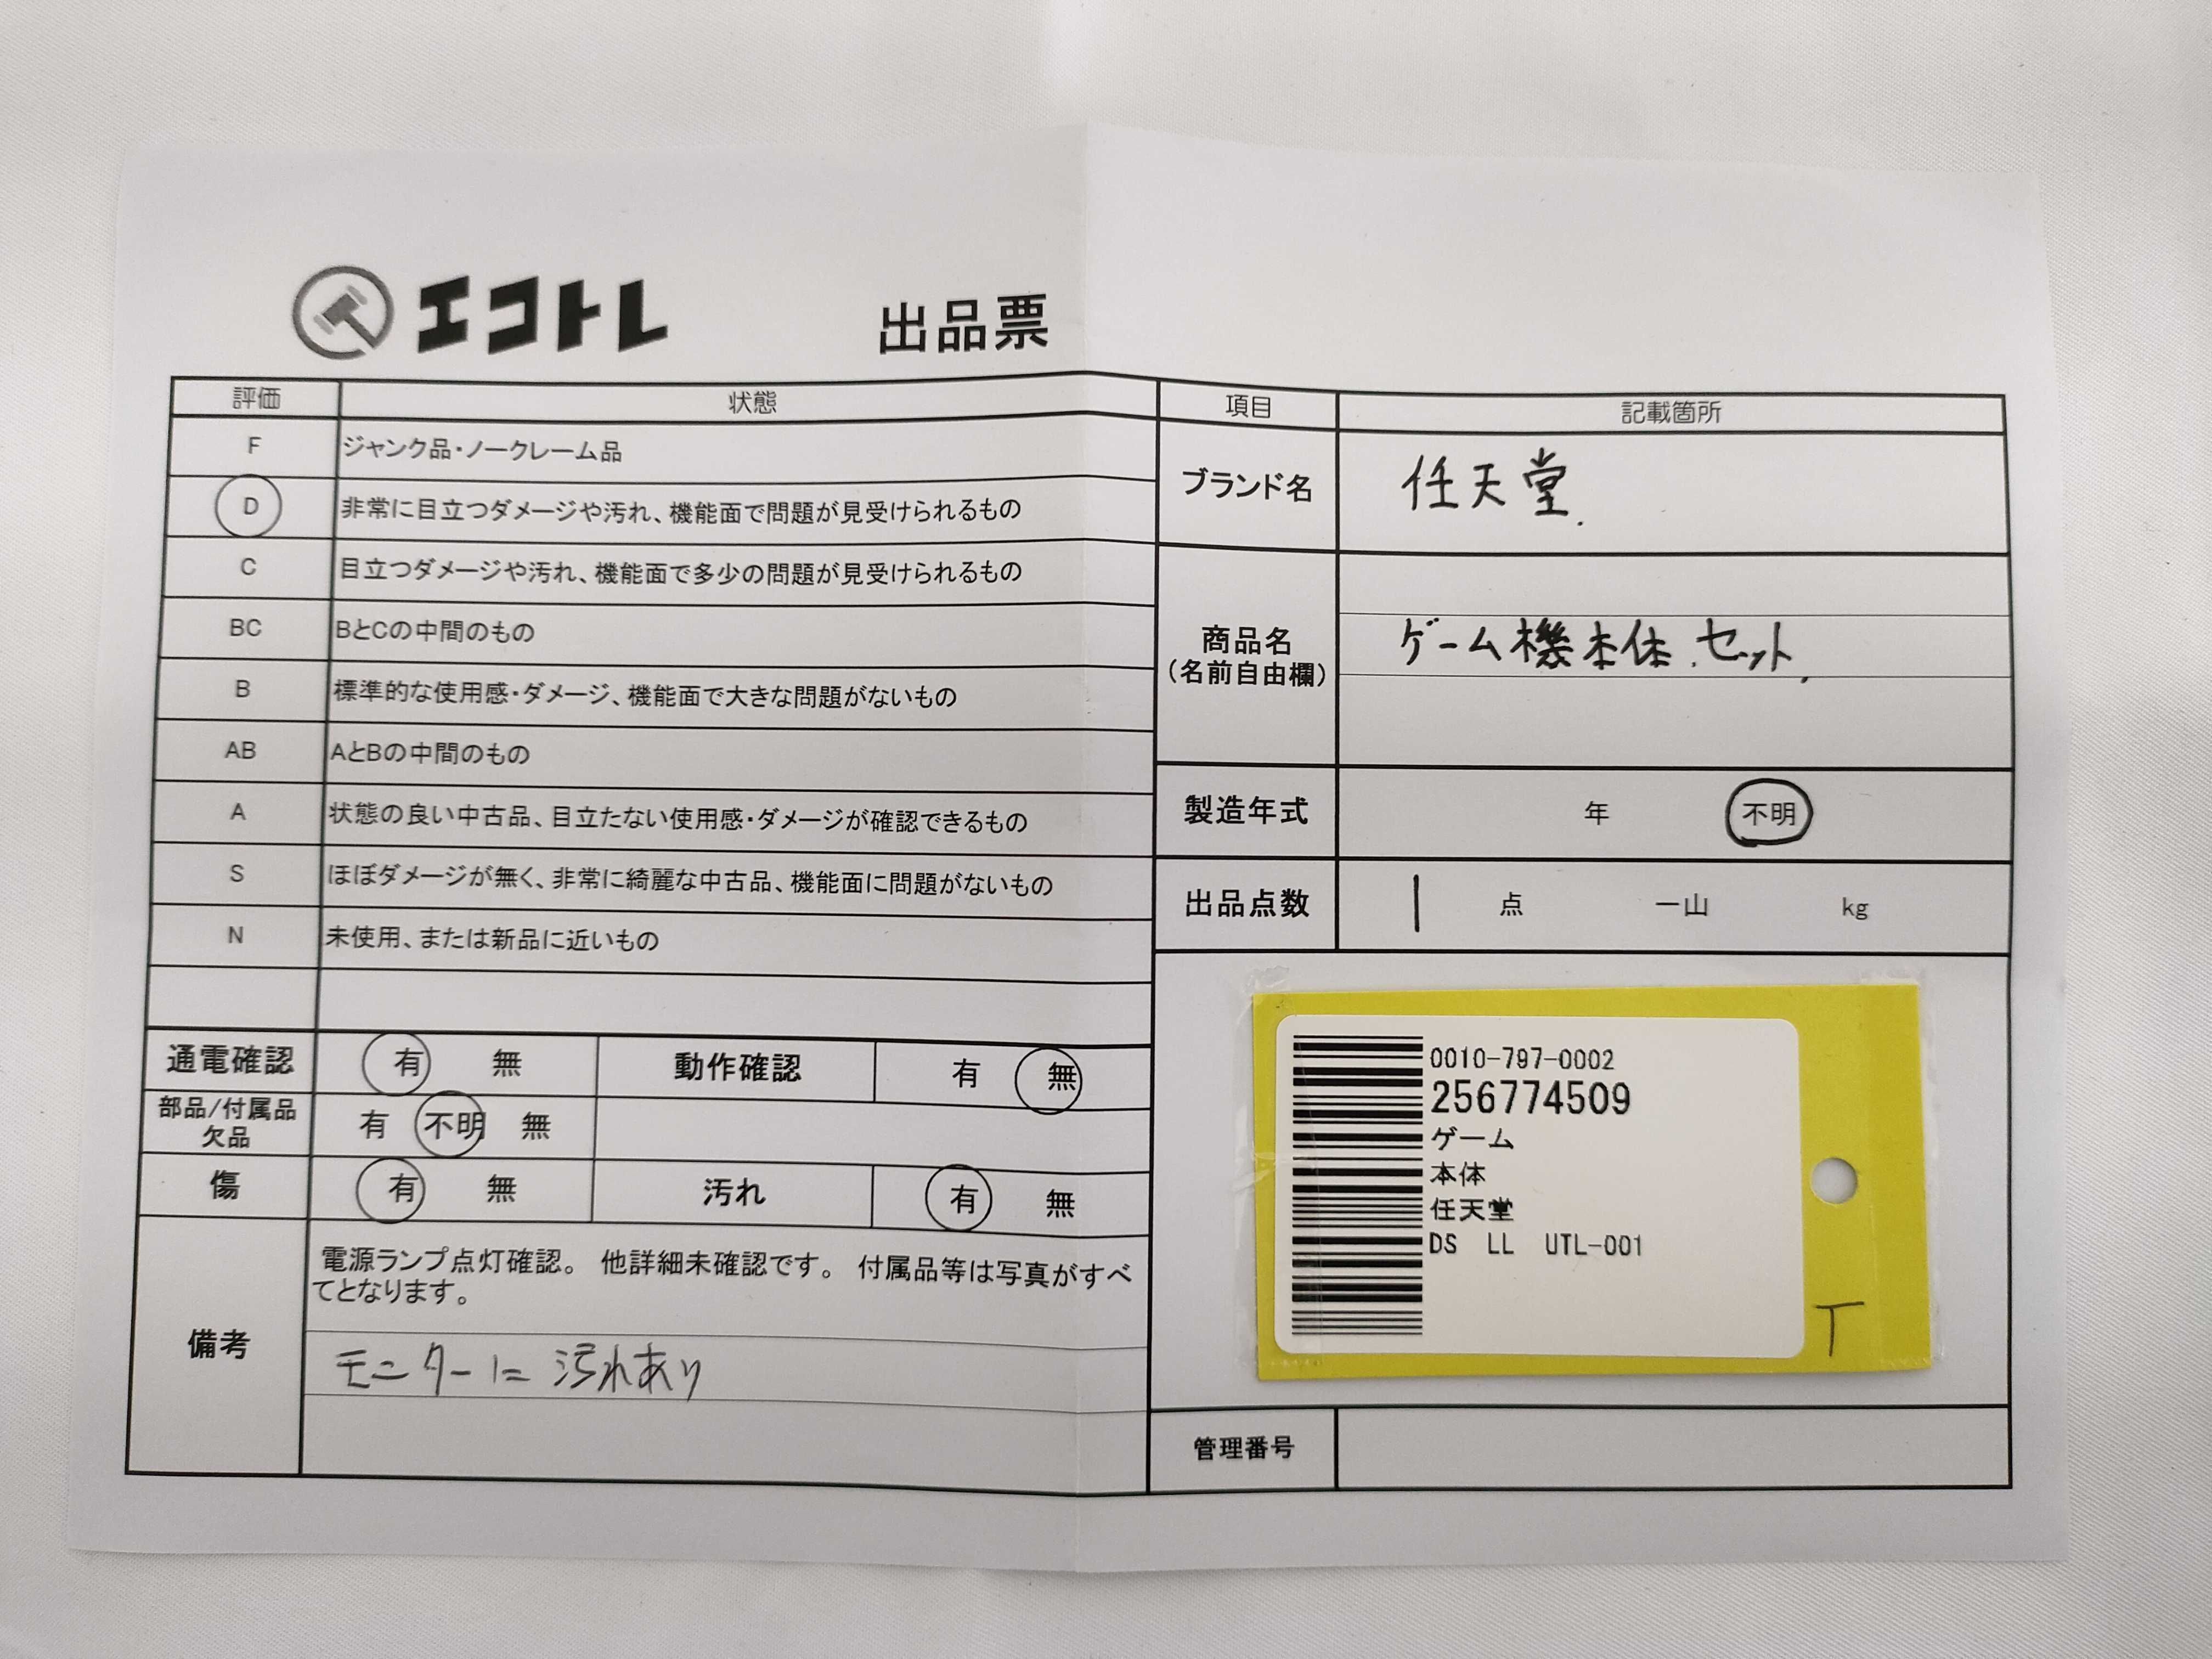 エコトレ 出品票
評価 状態
F ジャンク品・ノークレーム品
D 非常に目立つダメージや汚れ、機能面で問題が見受けられるもの
C 目立つダメージや汚れ、機能面で多少の問題が見受けられるもの
BC BとCの中間のもの
B 標準的な使用感・ダメージ、機能面で大きな問題がないもの
AB AとBの中間のもの
A 状態の良い中古品、目立たない使用感・ダメージが確認できるもの
S ほぼダメージが無く、非常に綺麗な中古品、機能面に問題がないもの
N 未使用、または新品に近いもの
通電確認 有 無 動作確認 有 無
部品/付属品
欠品 有 不明 無
傷 有 無 汚れ 有 無
備考
電源ランプ点灯確認。 他詳細未確認です。 付属品等は写真がすべ
てとなります。
モニターに汚れあり
項目 記載箇所
ブランド名 任天堂.
商品名
(名前自由欄)
ゲーム機本体.セット,
製造年式 年 不明
出品点数 1 点 一山 kg
0010-797-0002
256774509
ゲーム
本体
任天堂
DS LL UTL-001
T
管理番号